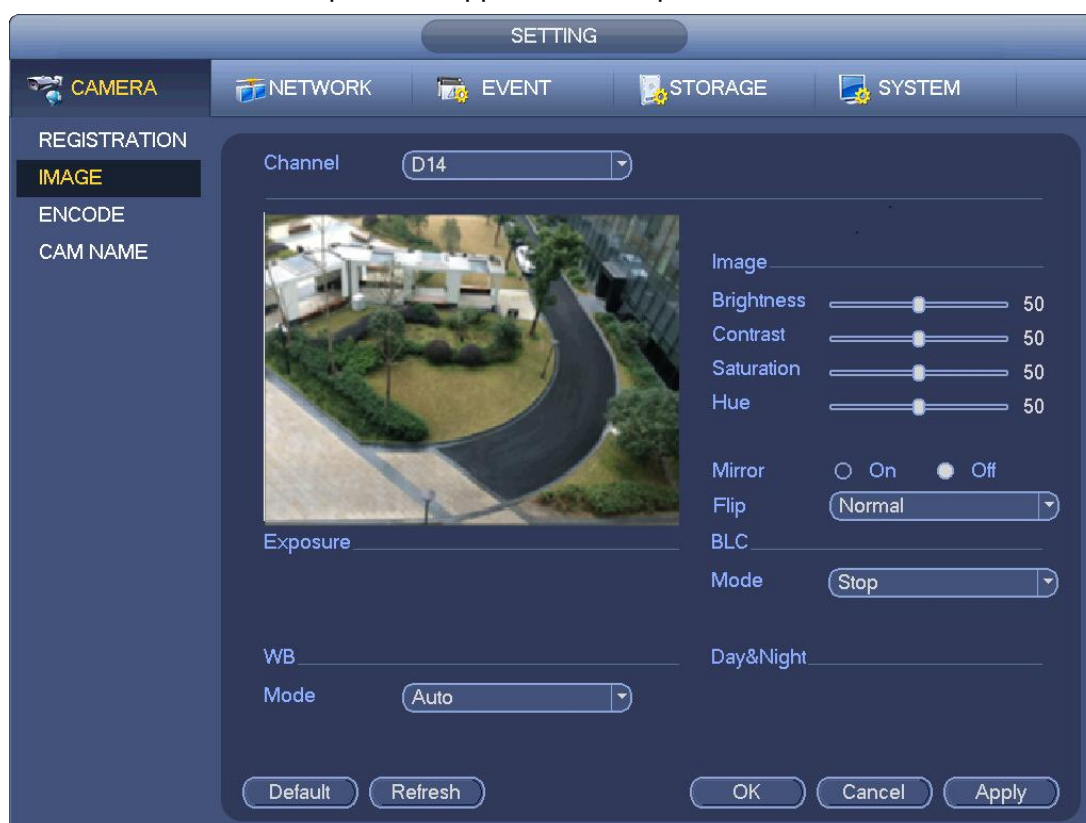 SETTING
CAMERA NETWORK EVENT STORAGE SYSTEM
REGISTRATION
IMAGE
ENCODE
CAM NAME
Channel D14
Image
Brightness 50
Contrast 50
Saturation 50
Hue 50
Mirror On Off
Flip Normal
Exposure BLC
Mode Stop
WB Day&Night
Mode Auto
Default Refresh OK Cancel Apply